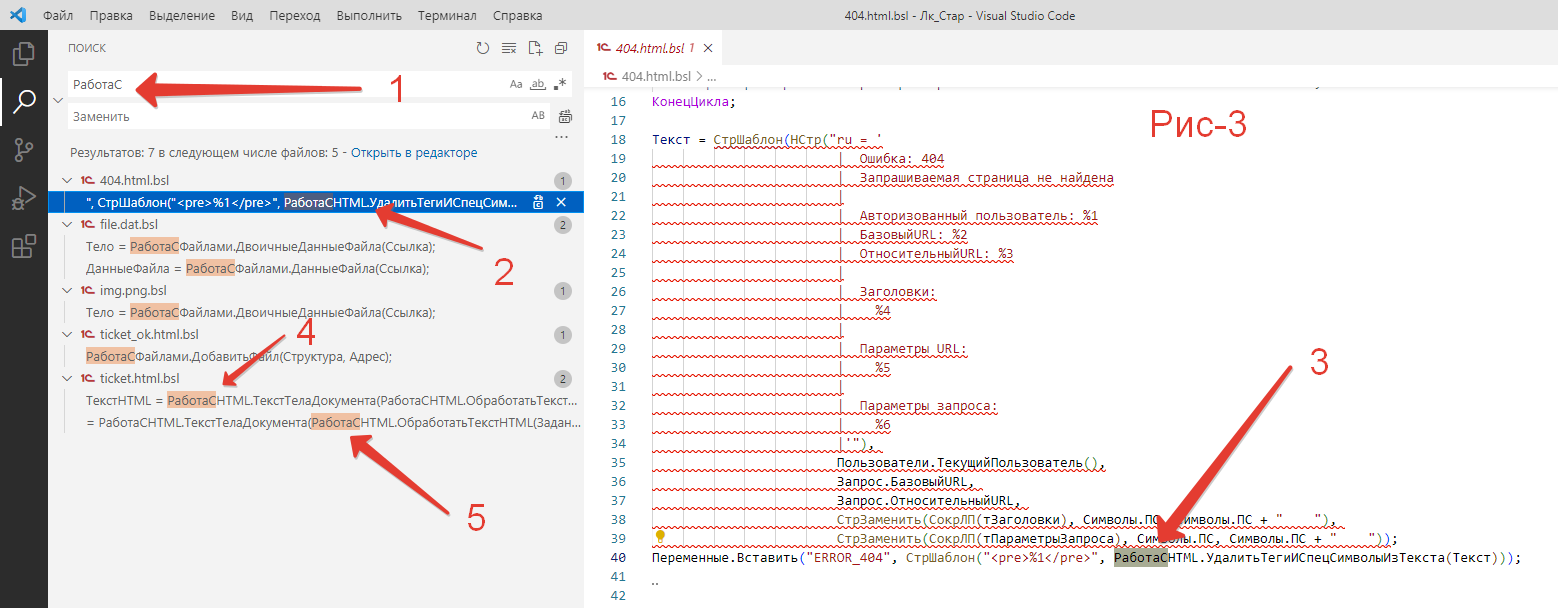 Файл Правка Выделение Вид Переход Выполнить Терминал Справка 404.html.bsl - Лк_Стар - Visual Studio Code
ПОИСК
РаботаС
Aa ab .*
1
Заменить
AB
Результатов: 7 в следующем числе файлов: 5 - Открыть в редакторе
1C 404.html.bsl 1
", СтрШаблон("<pre>%1</pre>", РаботаСHTML.УдалитьТегиИСпецСим...
1C file.dat.bsl 2
Тело = РаботаСФайлами.ДвоичныеДанныеФайла(Ссылка);
ДанныеФайла = РаботаСФайлами.ДанныеФайла(Ссылка);
2
1C img.png.bsl 1
Тело = РаботаСФайлами.ДвоичныеДанныеФайла(Ссылка);
1C ticket_ok.html.bsl 1
4
РаботаСФайлами.ДобавитьФайл(Структура, Адрес);
1C ticket.html.bsl 2
ТекстHTML = РаботаСHTML.ТекстТелаДокумента(РаботаСHTML.ОбработатьТекст...
= РаботаСHTML.ТекстТелаДокумента(РаботаСHTML.ОбработатьТекстHTML(Задан...
5
1C 404.html.bsl 1
1C 404.html.bsl > ...
Рис-3
16 КонецЦикла;
17
18 Текст = СтрШаблон(НСтр("ru = '
19 | Ошибка: 404
20 | Запрашиваемая страница не найдена
21 |
22 | Авторизованный пользователь: %1
23 | БазовыйURL: %2
24 | ОтносительныйURL: %3
25 |
26 | Заголовки:
27 | %4
28 |
29 | Параметры URL:
30 | %5
31 |
32 | Параметры запроса:
33 | %6
34 |'"),
35 Пользователи.ТекущийПользователь(),
36 Запрос.БазовыйURL,
37 Запрос.ОтносительныйURL,
38 СтрЗаменить(СокрЛП(тЗаголовки), Символы.ПС, Символы.ПС + "    "),
39 СтрЗаменить(СокрЛП(тПараметрыЗапроса), Символы.ПС, Символы.ПС + "    "));
40 Переменные.Вставить("ERROR_404", СтрШаблон("<pre>%1</pre>", РаботаСHTML.УдалитьТегиИСпецСимволыИзТекста(Текст)));
41
42
3